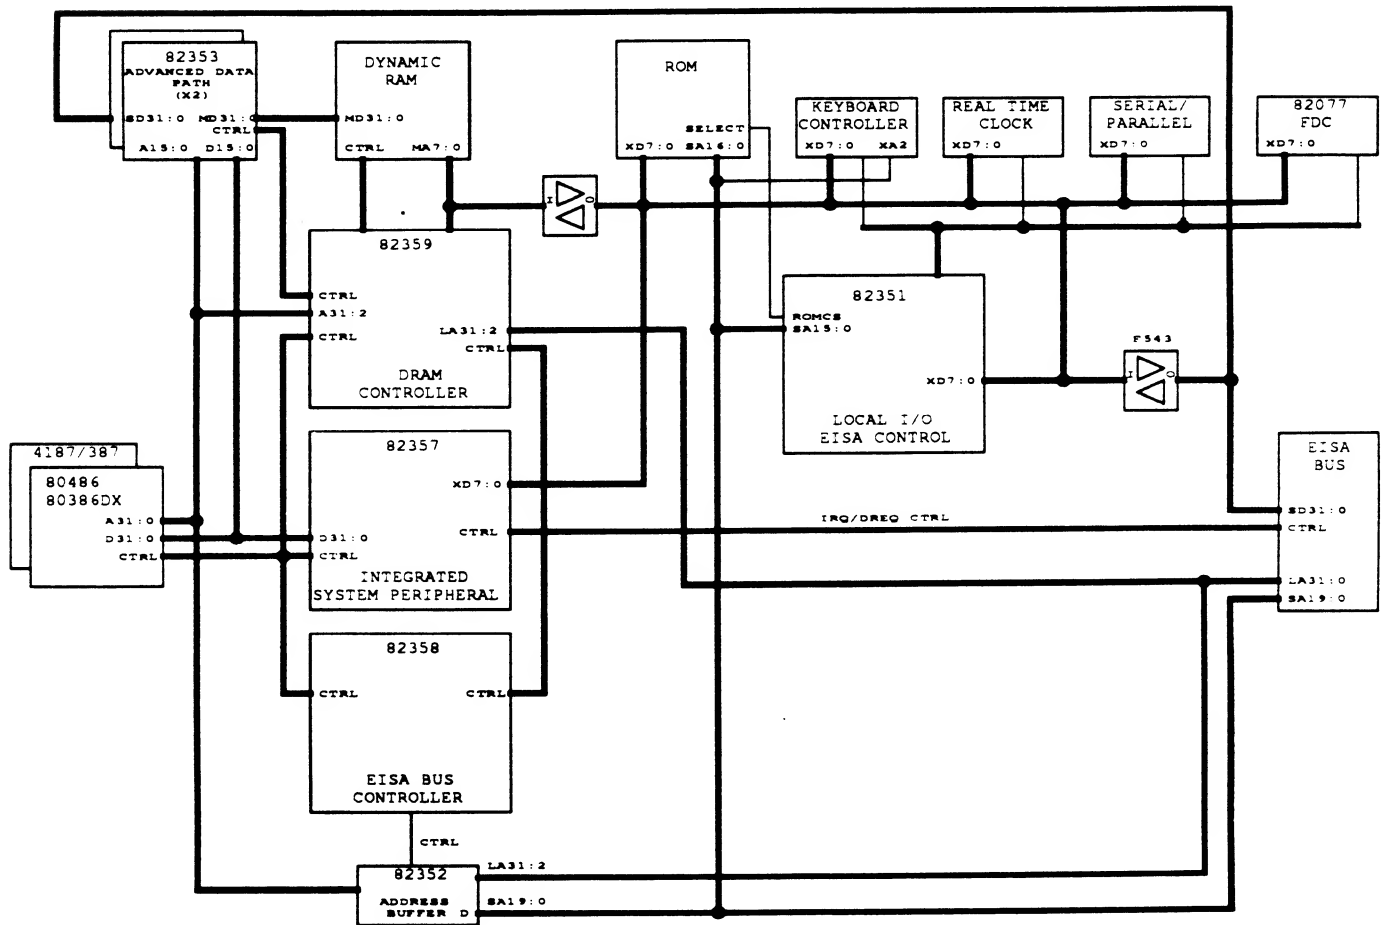 82353
ADVANCED DATA
PATH
(X2)
SD31:0 MD31:0
CTRL
A15:0 D15:0
DYNAMIC
RAM
MD31:0
CTRL MA7:0
ROM
SELECT
XD7:0 SA16:0
KEYBOARD
CONTROLLER
XD7:0 XA2
REAL TIME
CLOCK
XD7:0
SERIAL/
PARALLEL
XD7:0
82077
FDC
XD7:0
I O
82359
CTRL
A31:2
CTRL
LA31:2
CTRL
DRAM
CONTROLLER
82351
ROMCS
SA15:0
XD7:0
LOCAL I/O
EISA CONTROL
F543
I O
4187/387
80486
80386DX
A31:0
D31:0
CTRL
82357
XD7:0
D31:0
CTRL
CTRL
INTEGRATED
SYSTEM PERIPHERAL
IRQ/DREQ CTRL
EISA
BUS
SD31:0
CTRL
LA31:0
SA19:0
82358
CTRL CTRL
EISA BUS
CONTROLLER
CTRL
82352
ADDRESS
BUFFER D
LA31:2
SA19:0